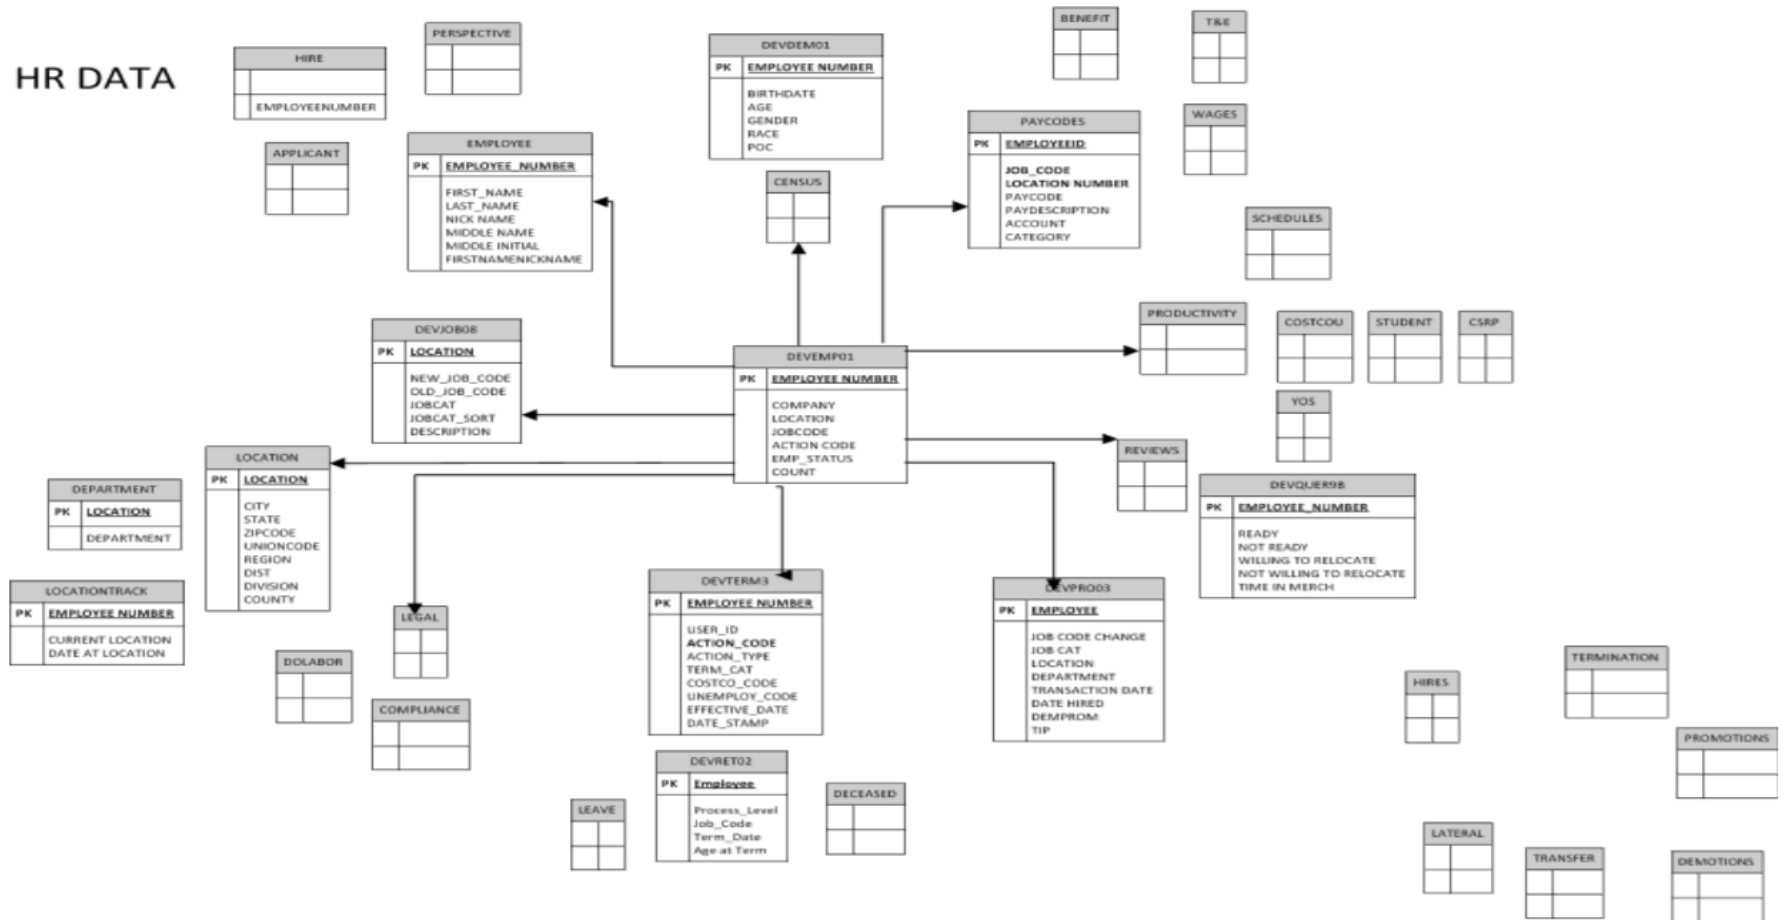 HR DATA
HIRE
EMPLOYEENUMBER
PERSPECTIVE
APPLICANT
EMPLOYEE
PK EMPLOYEE_NUMBER
FIRST_NAME
LAST_NAME
NICK NAME
MIDDLE NAME
MIDDLE INITIAL
FIRSTNAMENICKNAME
DEVDEM01
PK EMPLOYEE NUMBER
BIRTHDATE
AGE
GENDER
RACE
POC
CENSUS
BENEFIT
T&E
WAGES
PAYCODES
PK EMPLOYEEID
JOB_CODE
LOCATION NUMBER
PAYCODE
PAYDESCRIPTION
ACCOUNT
CATEGORY
SCHEDULES
PRODUCTIVITY
COSTCOU
STUDENT
CSRP
YOS
DEVJOB08
PK LOCATION
NEW_JOB_CODE
OLD_JOB_CODE
JOBCAT
JOBCAT_SORT
DESCRIPTION
DEVEMP01
PK EMPLOYEE NUMBER
COMPANY
LOCATION
JOBCODE
ACTION CODE
EMP_STATUS
COUNT
REVIEWS
DEVQUER9B
PK EMPLOYEE_NUMBER
READY
NOT READY
WILLING TO RELOCATE
NOT WILLING TO RELOCATE
TIME IN MERCH
LOCATION
PK LOCATION
CITY
STATE
ZIPCODE
UNIONCODE
REGION
DIST
DIVISION
COUNTY
DEPARTMENT
PK LOCATION
DEPARTMENT
LOCATIONTRACK
PK EMPLOYEE NUMBER
CURRENT LOCATION
DATE AT LOCATION
LEGAL
DOLABOR
COMPLIANCE
DEVTERM3
PK EMPLOYEE NUMBER
USER_ID
ACTION_CODE
ACTION_TYPE
TERM_CAT
COSTCO_CODE
UNEMPLOY_CODE
EFFECTIVE_DATE
DATE_STAMP
DEVPRO03
PK EMPLOYEE
JOB CODE CHANGE
JOB CAT
LOCATION
DEPARTMENT
TRANSACTION DATE
DATE HIRED
DEMPROM
TIP
DEVRET02
PK Employee
Process_Level
Job_Code
Term_Date
Age at Term
LEAVE
DECEASED
HIRES
TERMINATION
PROMOTIONS
LATERAL
TRANSFER
DEMOTIONS